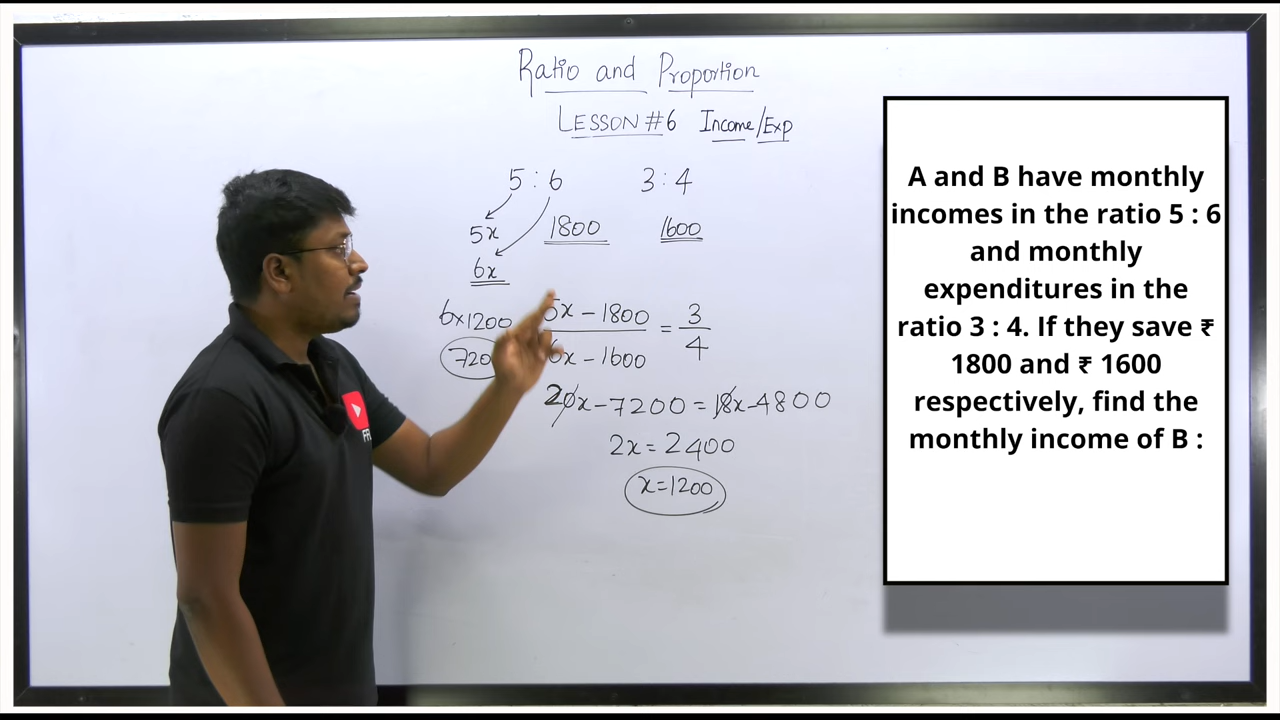 Ratio and Proportion
LESSON #6 Income/Exp
5 : 6 3 : 4
5x 1800 1600
6x
6x1200 5x - 1800 = 3
720 6x - 1600 4
20x - 7200 = 18x - 4800
2x = 2400
x = 1200
A and B have monthly
incomes in the ratio 5 : 6
and monthly
expenditures in the
ratio 3 : 4. If they save ₹
1800 and ₹ 1600
respectively, find the
monthly income of B :